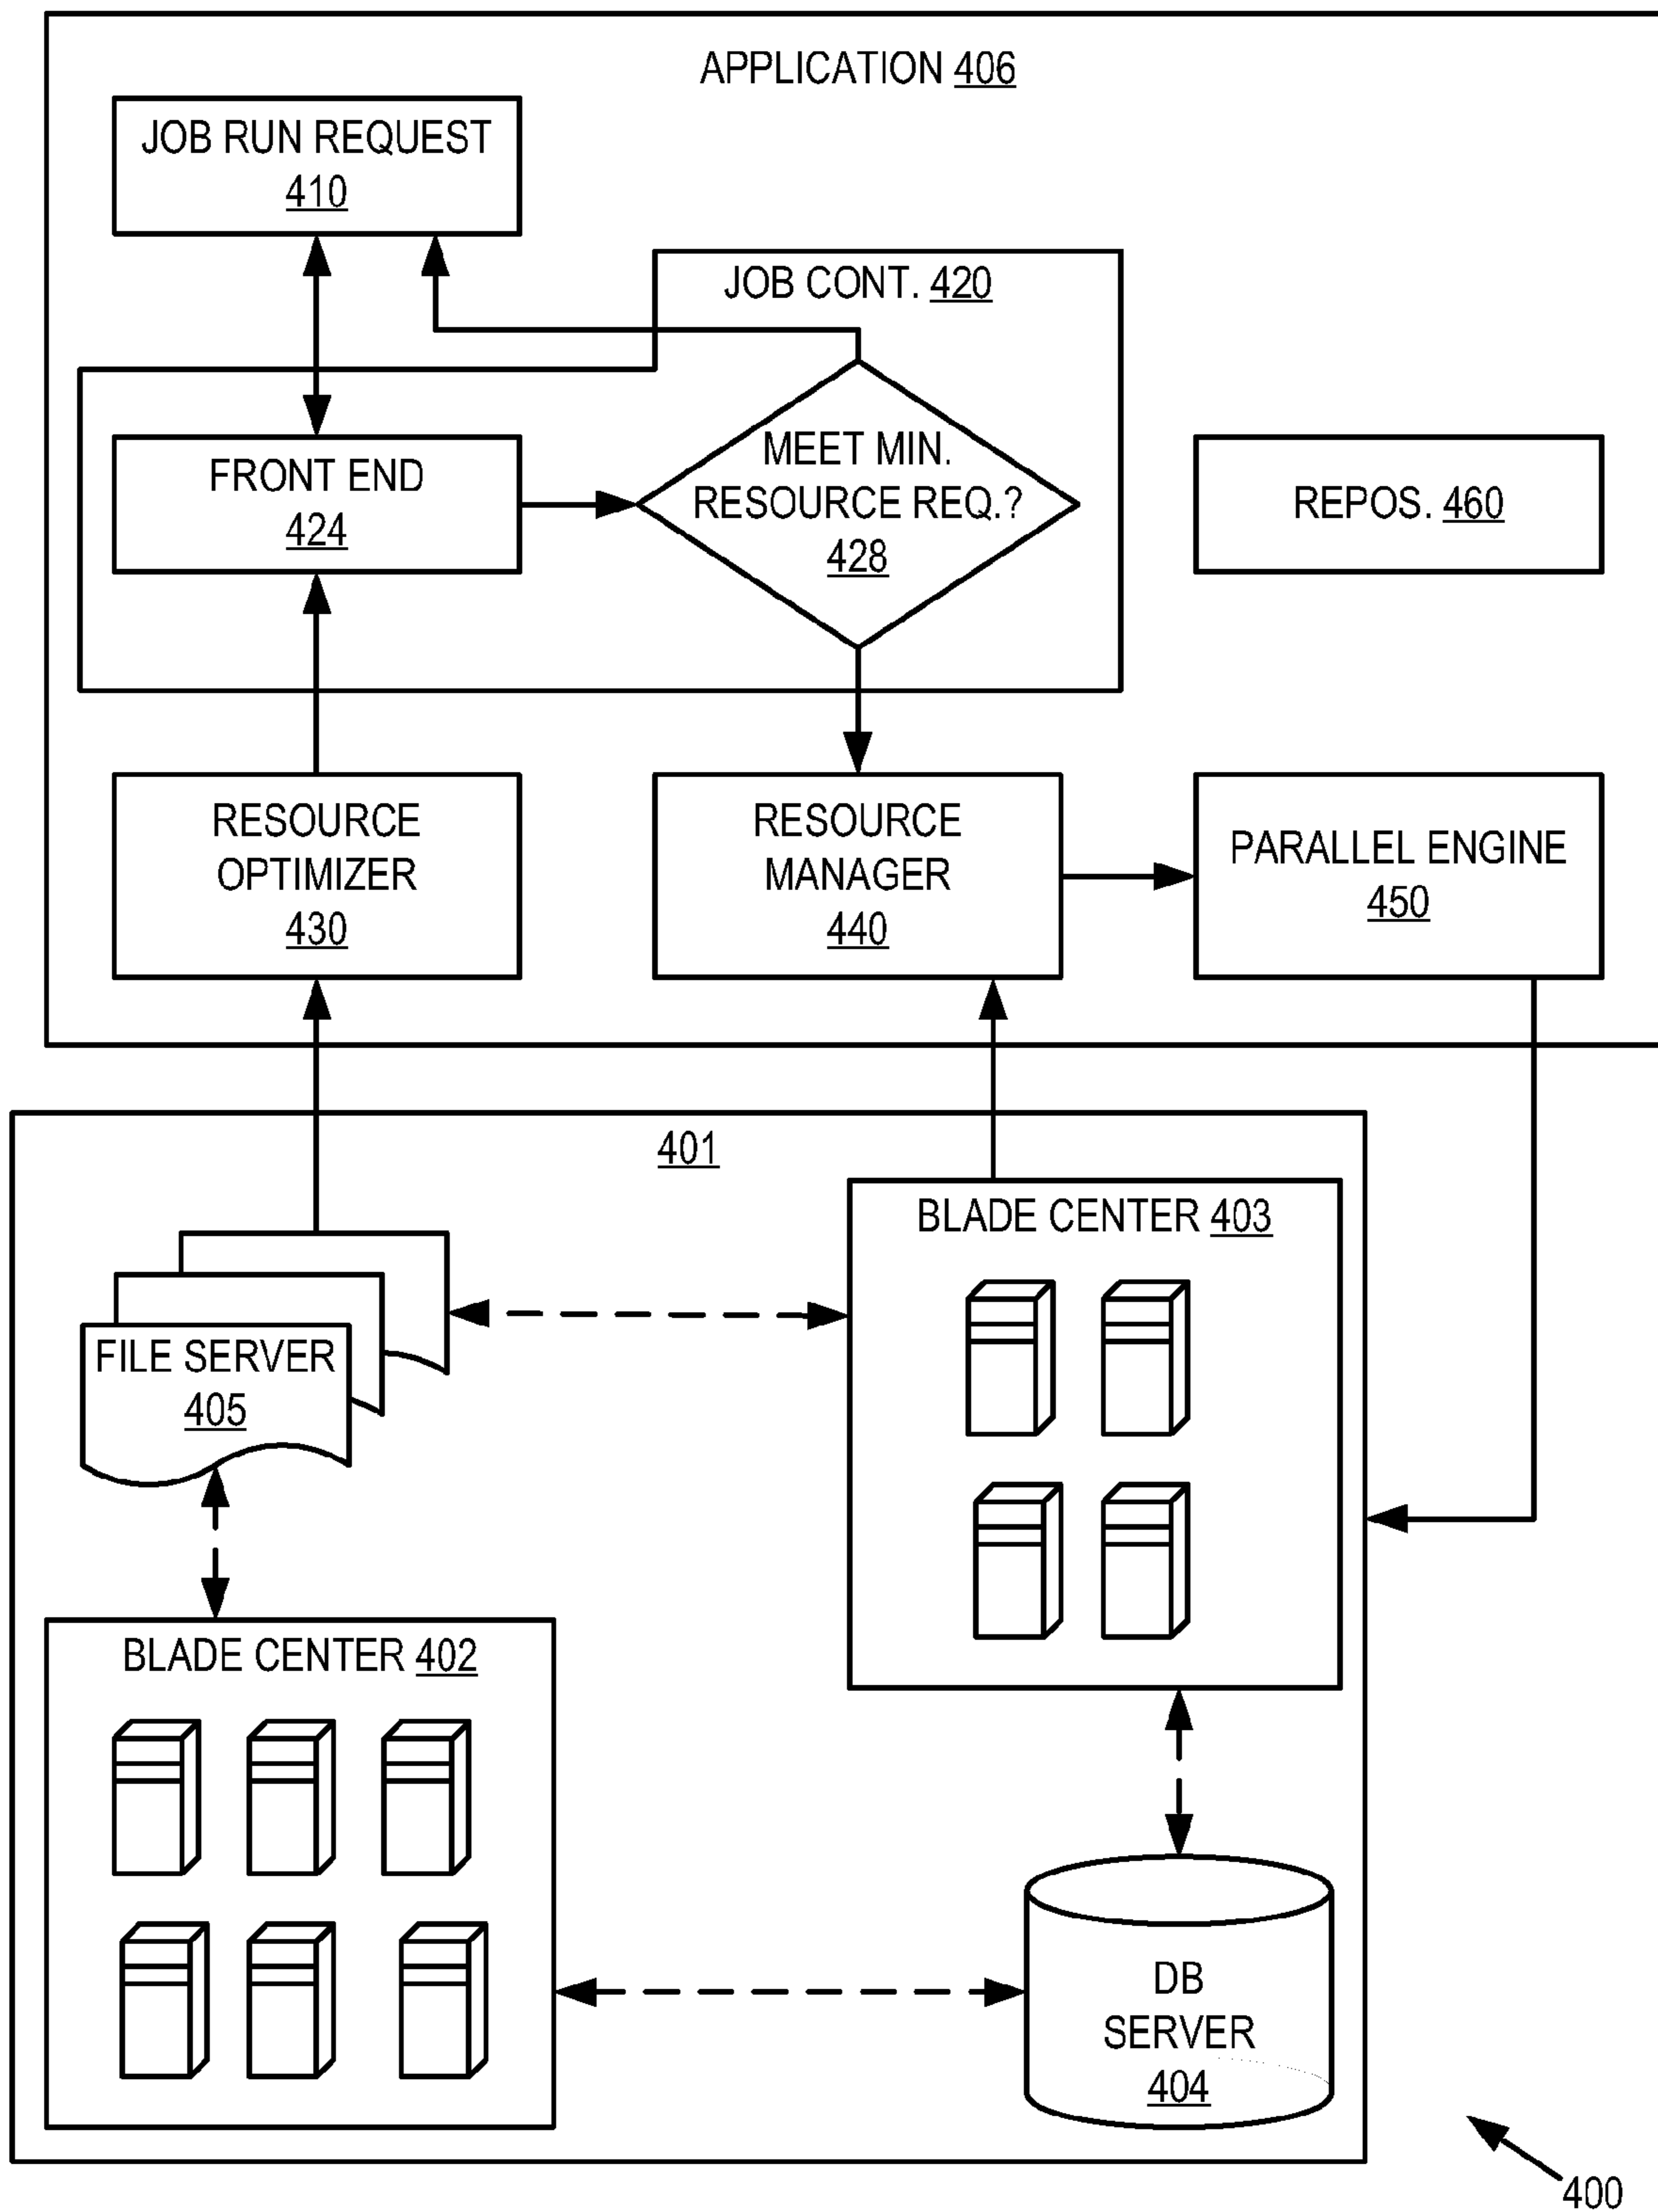 APPLICATION 406
JOB RUN REQUEST
410
JOB CONT. 420
FRONT END
424
MEET MIN.
RESOURCE REQ.?
428
REPOS. 460
RESOURCE
OPTIMIZER
430
RESOURCE
MANAGER
440
PARALLEL ENGINE
450
401
BLADE CENTER 403
FILE SERVER
405
BLADE CENTER 402
DB
SERVER
404
400